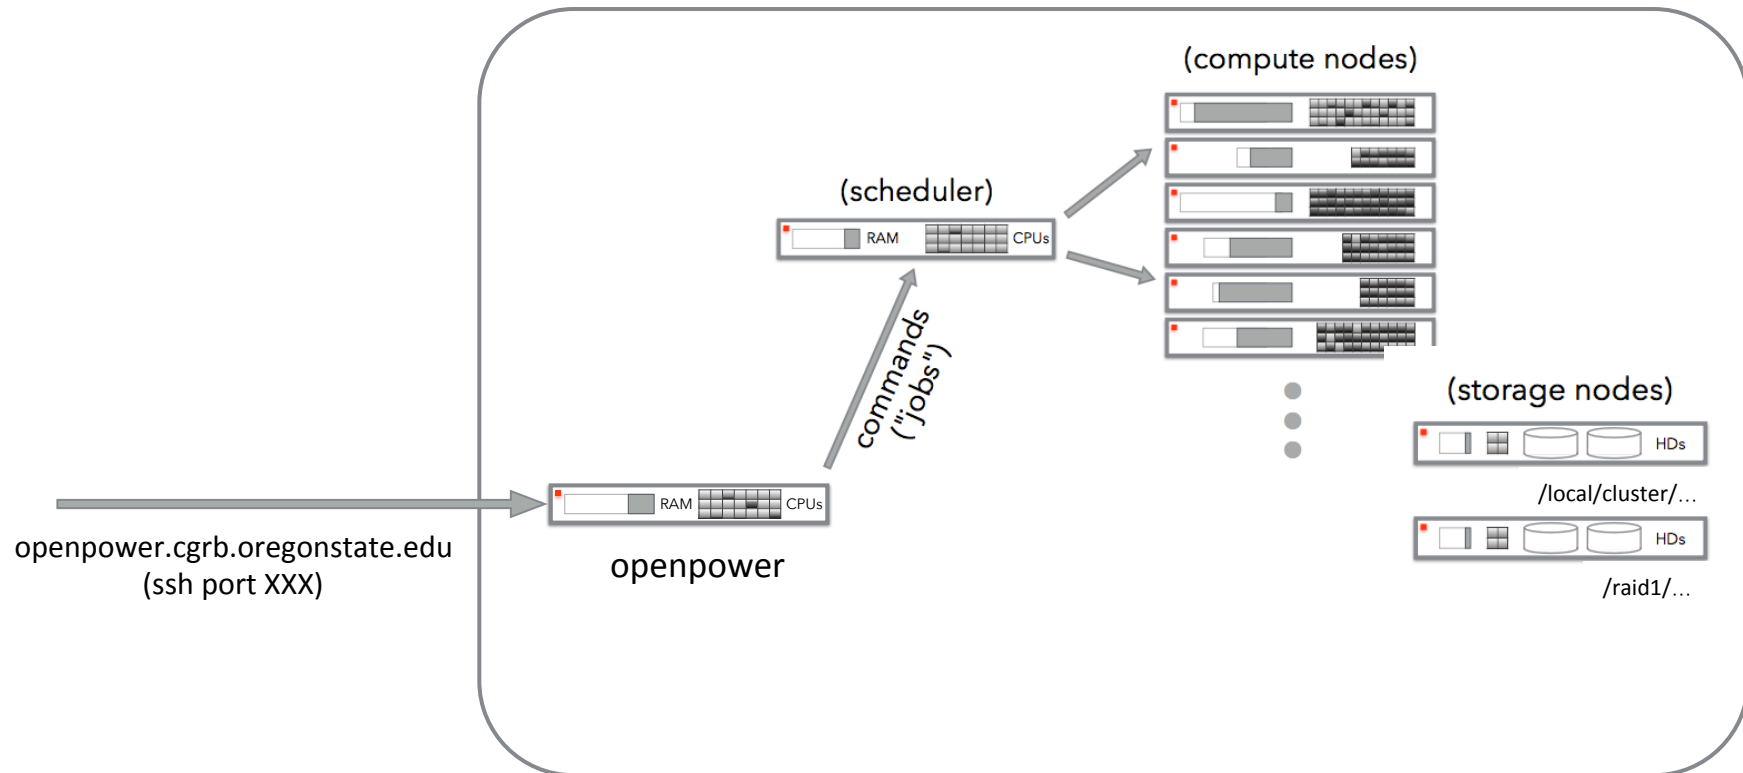 (compute nodes)
(scheduler)
RAM CPUs
commands
("jobs")
(storage nodes)
HDs
/local/cluster/...
HDs
/raid1/...
RAM CPUs
openpower
openpower.cgrb.oregonstate.edu
(ssh port XXX)